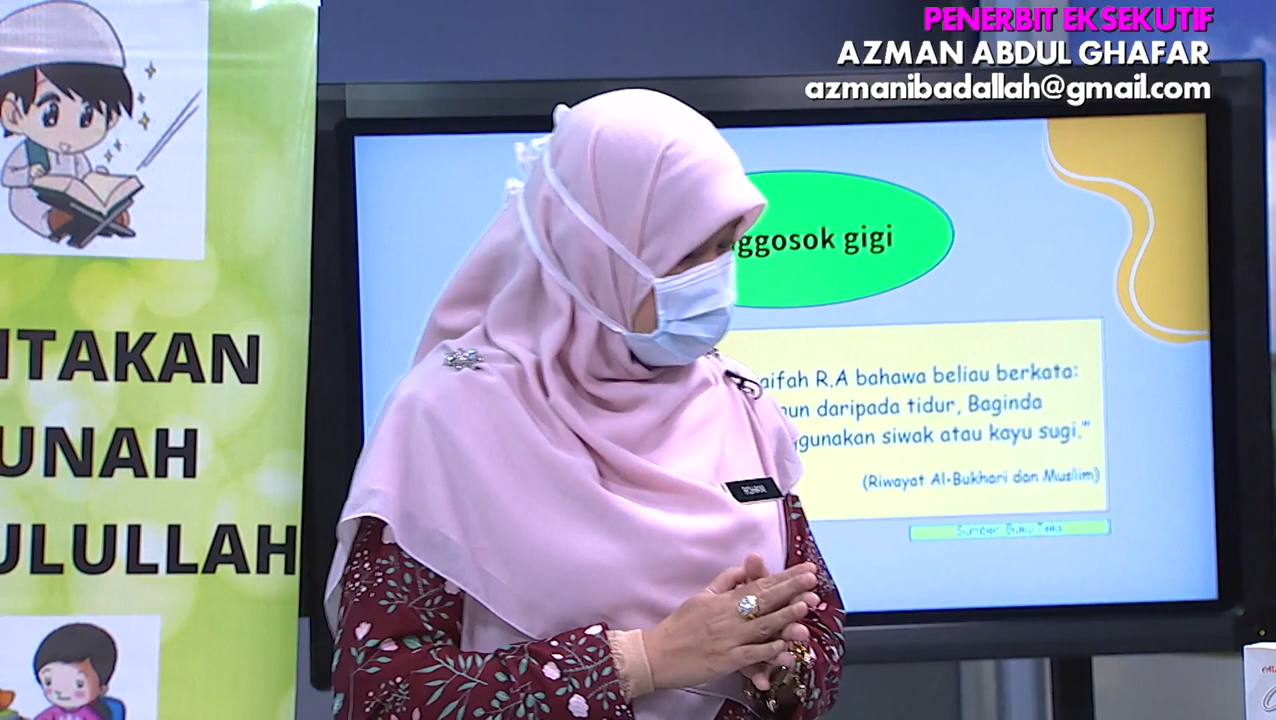 PENERBIT EKSEKUTIF
AZMAN ABDUL GHAFAR
azmanibadallah@gmail.com
ITAKAN
UNAH
ULULLAH
ggosok gigi
aifah R.A bahawa beliau berkata:
un daripada tidur, Baginda
gunakan siwak atau kayu sugi."
(Riwayat Al-Bukhari dan Muslim)
Sumber: Buku Teks